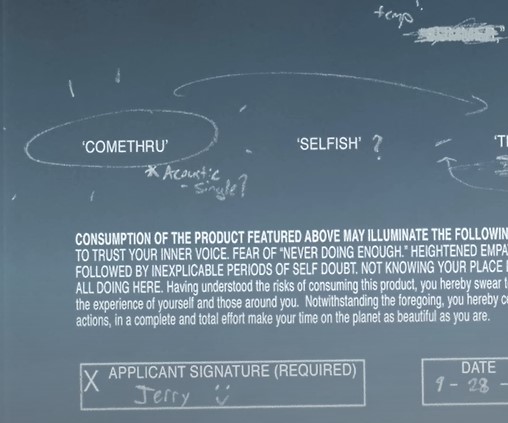 temp!
'COMETHRU'
'SELFISH' ?
* Acoustic
- Single?
CONSUMPTION OF THE PRODUCT FEATURED ABOVE MAY ILLUMINATE THE FOLLOWIN
TO TRUST YOUR INNER VOICE. FEAR OF “NEVER DOING ENOUGH.” HEIGHTENED EMPA
FOLLOWED BY INEXPLICABLE PERIODS OF SELF DOUBT. NOT KNOWING YOUR PLACE
ALL DOING HERE. Having understood the risks of consuming this product, you hereby swear t
the experience of yourself and those around you. Notwithstanding the foregoing, you hereby c
actions, in a complete and total effort make your time on the planet as beautiful as you are.
X APPLICANT SIGNATURE (REQUIRED)
Jerry
DATE
9 - 28 -